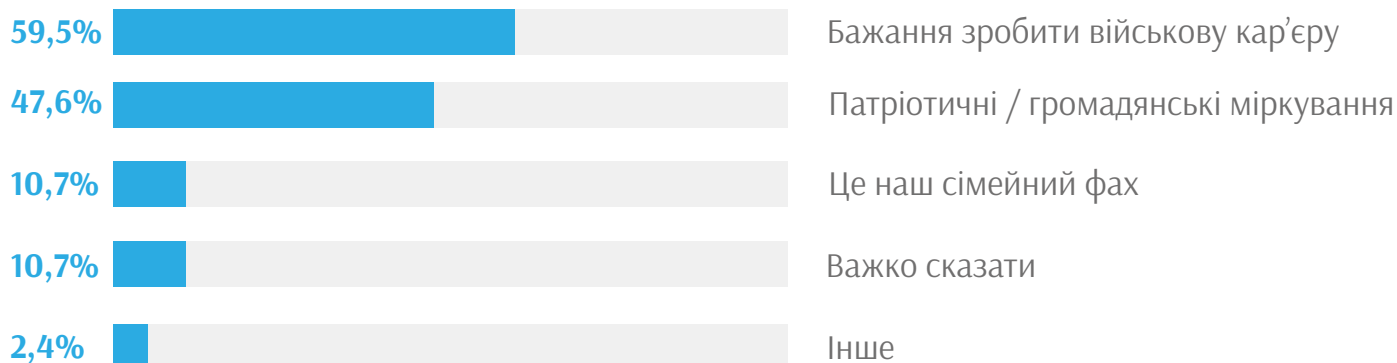 59,5% Бажання зробити військову кар’єру
47,6% Патріотичні / громадянські міркування
10,7% Це наш сімейний фах
10,7% Важко сказати
2,4% Інше